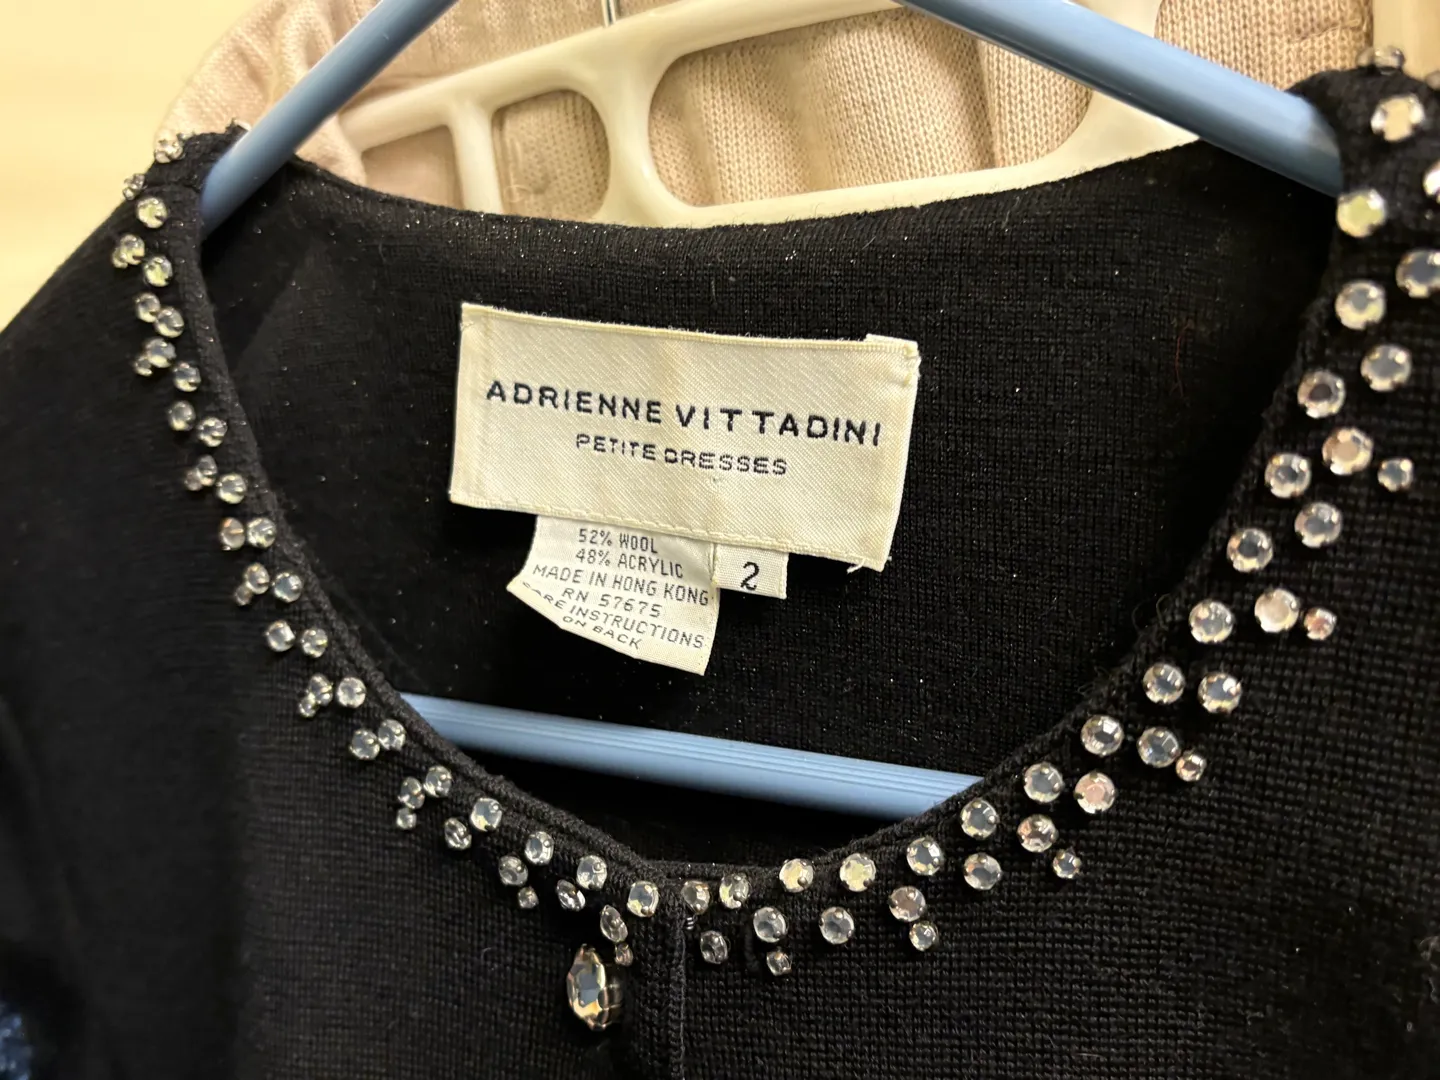 ADRIENNE VITTADINI
PETITE DRESSES
52% WOOL
48% ACRYLIC
MADE IN HONG KONG
RN 57675
CARE INSTRUCTIONS
ON BACK
2